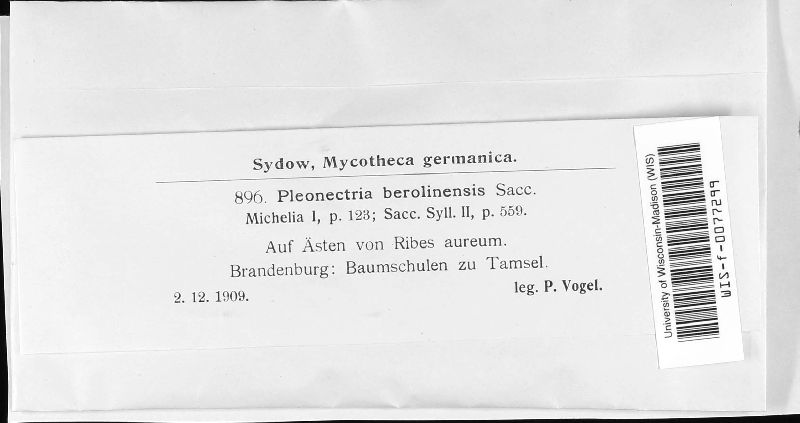 Sydow, Mycotheca germanica.
896. Pleonectria berolinensis Sacc.
Michelia I, p. 123; Sacc. Syll. II, p. 559.
Auf Ästen von Ribes aureum.
Brandenburg: Baumschulen zu Tamsel.
2. 12. 1909.
leg. P. Vogel.
University of Wisconsin-Madison (WIS)
WIS-f-0077299